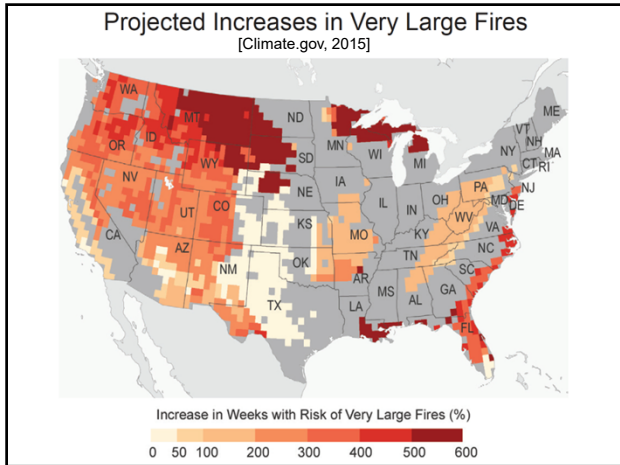 Projected Increases in Very Large Fires
[Climate.gov, 2015]
WA
MT
ND
ME
OR
ID
MN
VT
NH
WY
SD
WI
MI
NY
MA
CT
RI
NV
NE
IA
PA
NJ
UT
CO
IL
IN
OH
MD
DE
CA
KS
MO
WV
VA
KY
AZ
NM
OK
AR
TN
NC
SC
TX
LA
MS
AL
GA
FL
Increase in Weeks with Risk of Very Large Fires (%)
0 50 100 200 300 400 500 600